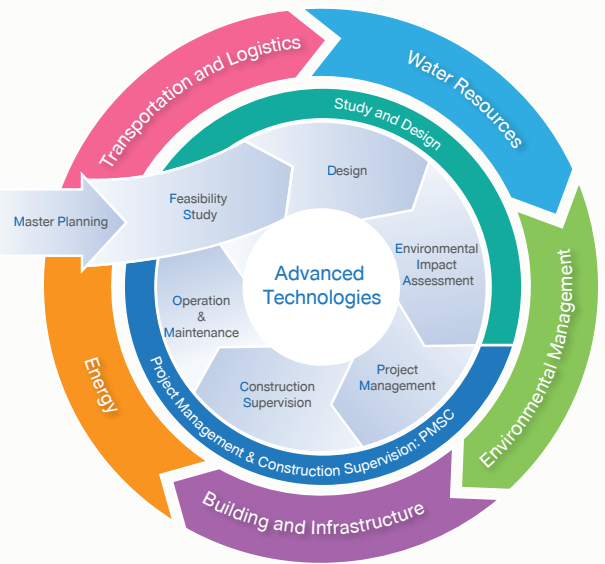 Transportation and Logistics
Water Resources
Environmental Management
Building and Infrastructure
Energy
Study and Design
Project Management & Construction Supervision: PMSC
Master Planning
Feasibility
Study
Design
Environmental
Impact
Assessment
Project
Management
Construction
Supervision
Operation
&
Maintenance
Advanced
Technologies